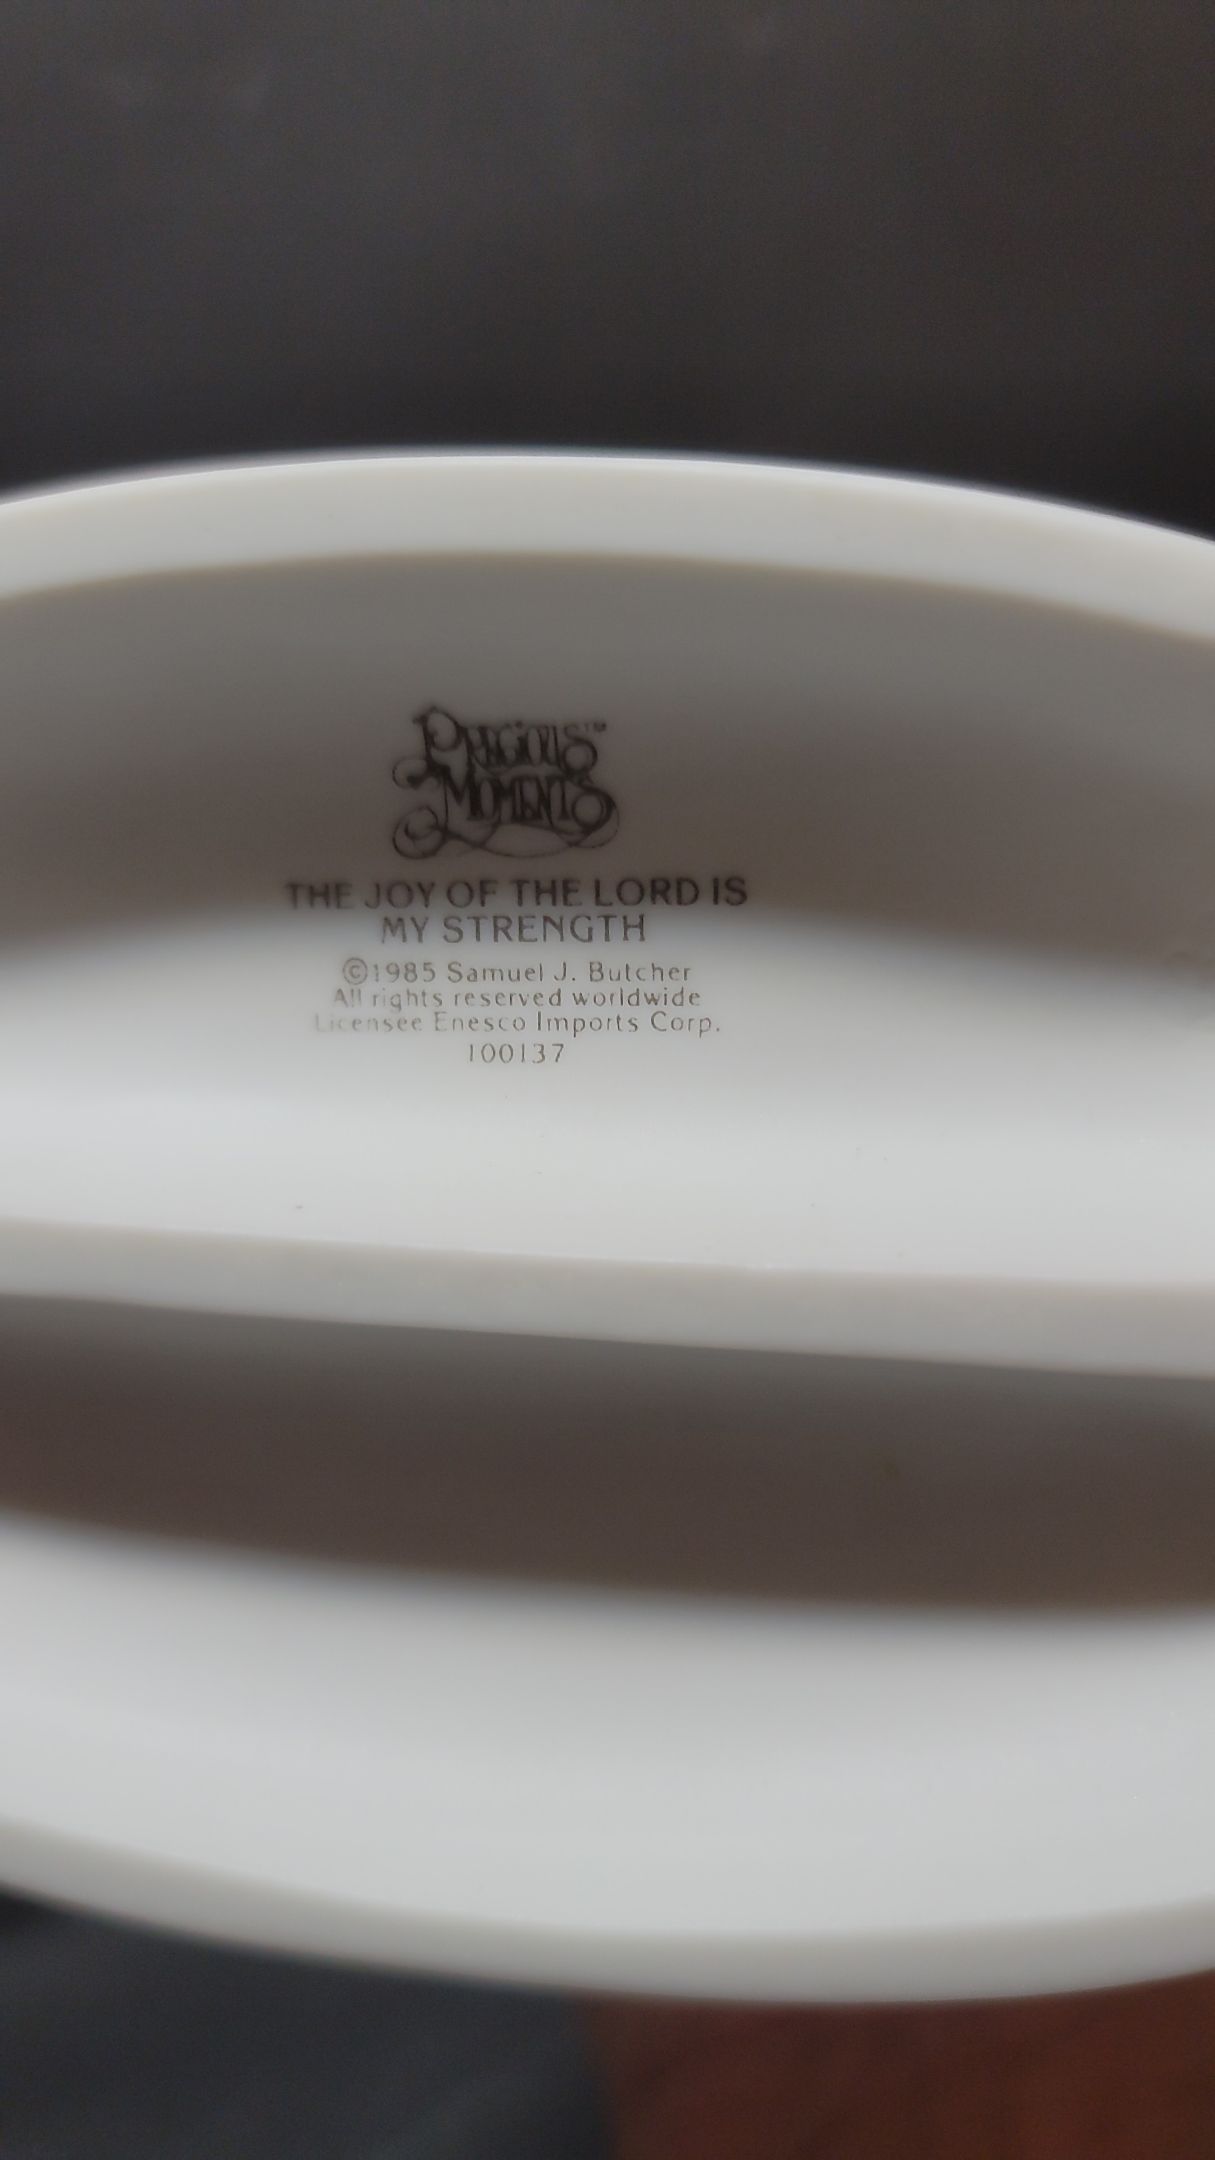 PRECIOUS™
MOMENTS
THE JOY OF THE LORD IS
MY STRENGTH
©1985 Samuel J. Butcher
All rights reserved worldwide
Licensee Enesco Imports Corp.
100137